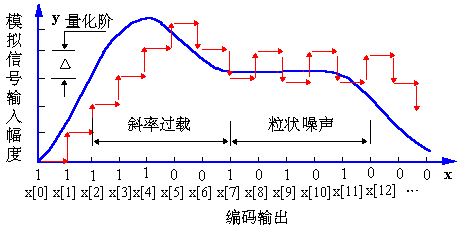 模拟信号输入幅度
y 量化阶
△
斜率过载
粒状噪声
1 1 1 1 1 0 0 1 0 1 0 1 0 0 0 x
x[0] x[1] x[2] x[3] x[4] x[5] x[6] x[7] x[8] x[9] x[10] x[11] x[12] …
编码输出